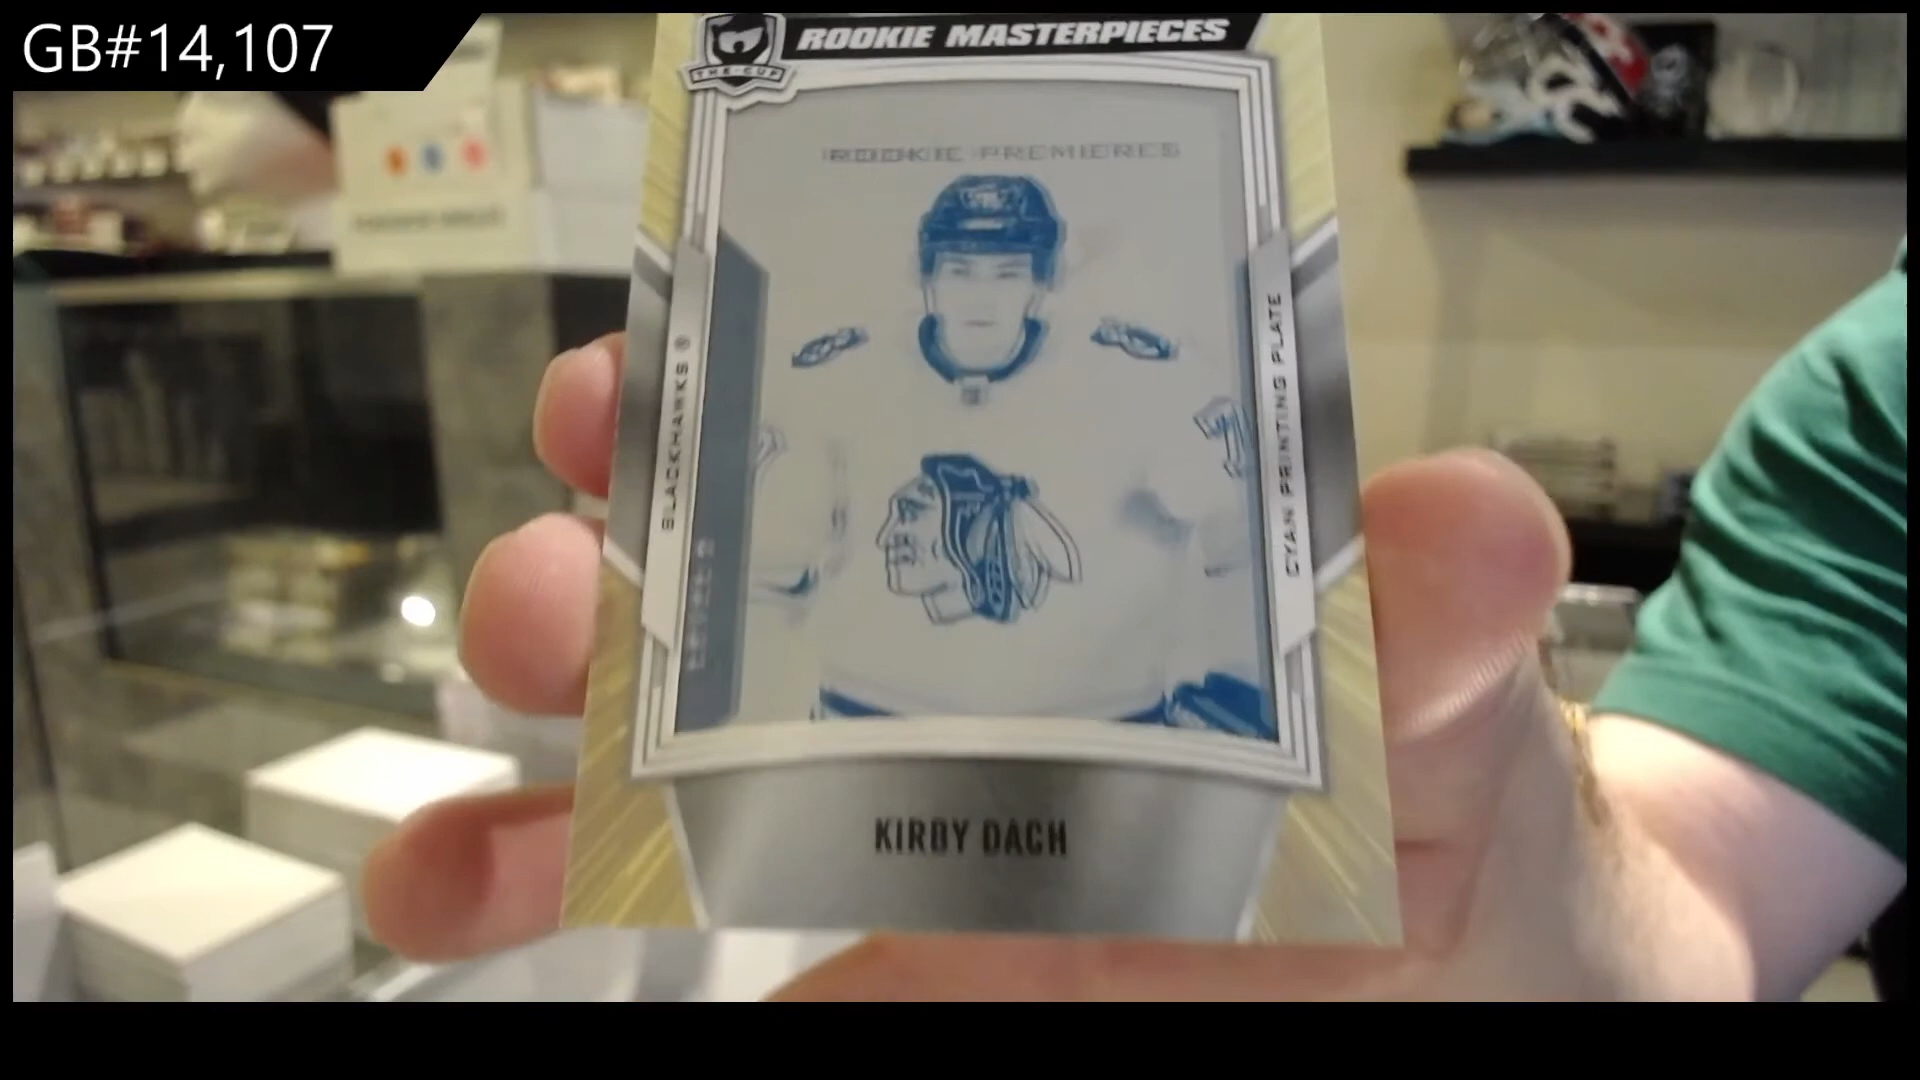 GB#14,107
THE·CUP
ROOKIE MASTERPIECES
ROOKIE PREMIERES
BLACKHAWKS ®
CYAN PRINTING PLATE
KIRBY DACH